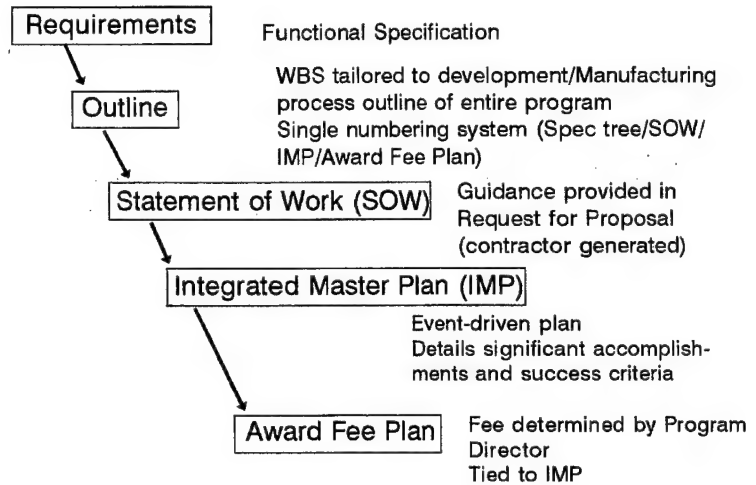 Requirements
Functional Specification
WBS tailored to development/Manufacturing
process outline of entire program
Single numbering system (Spec tree/SOW/
IMP/Award Fee Plan)
Outline
Statement of Work (SOW)
Guidance provided in
Request for Proposal
(contractor generated)
Integrated Master Plan (IMP)
Event-driven plan
Details significant accomplish-
ments and success criteria
Award Fee Plan
Fee determined by Program
Director
Tied to IMP